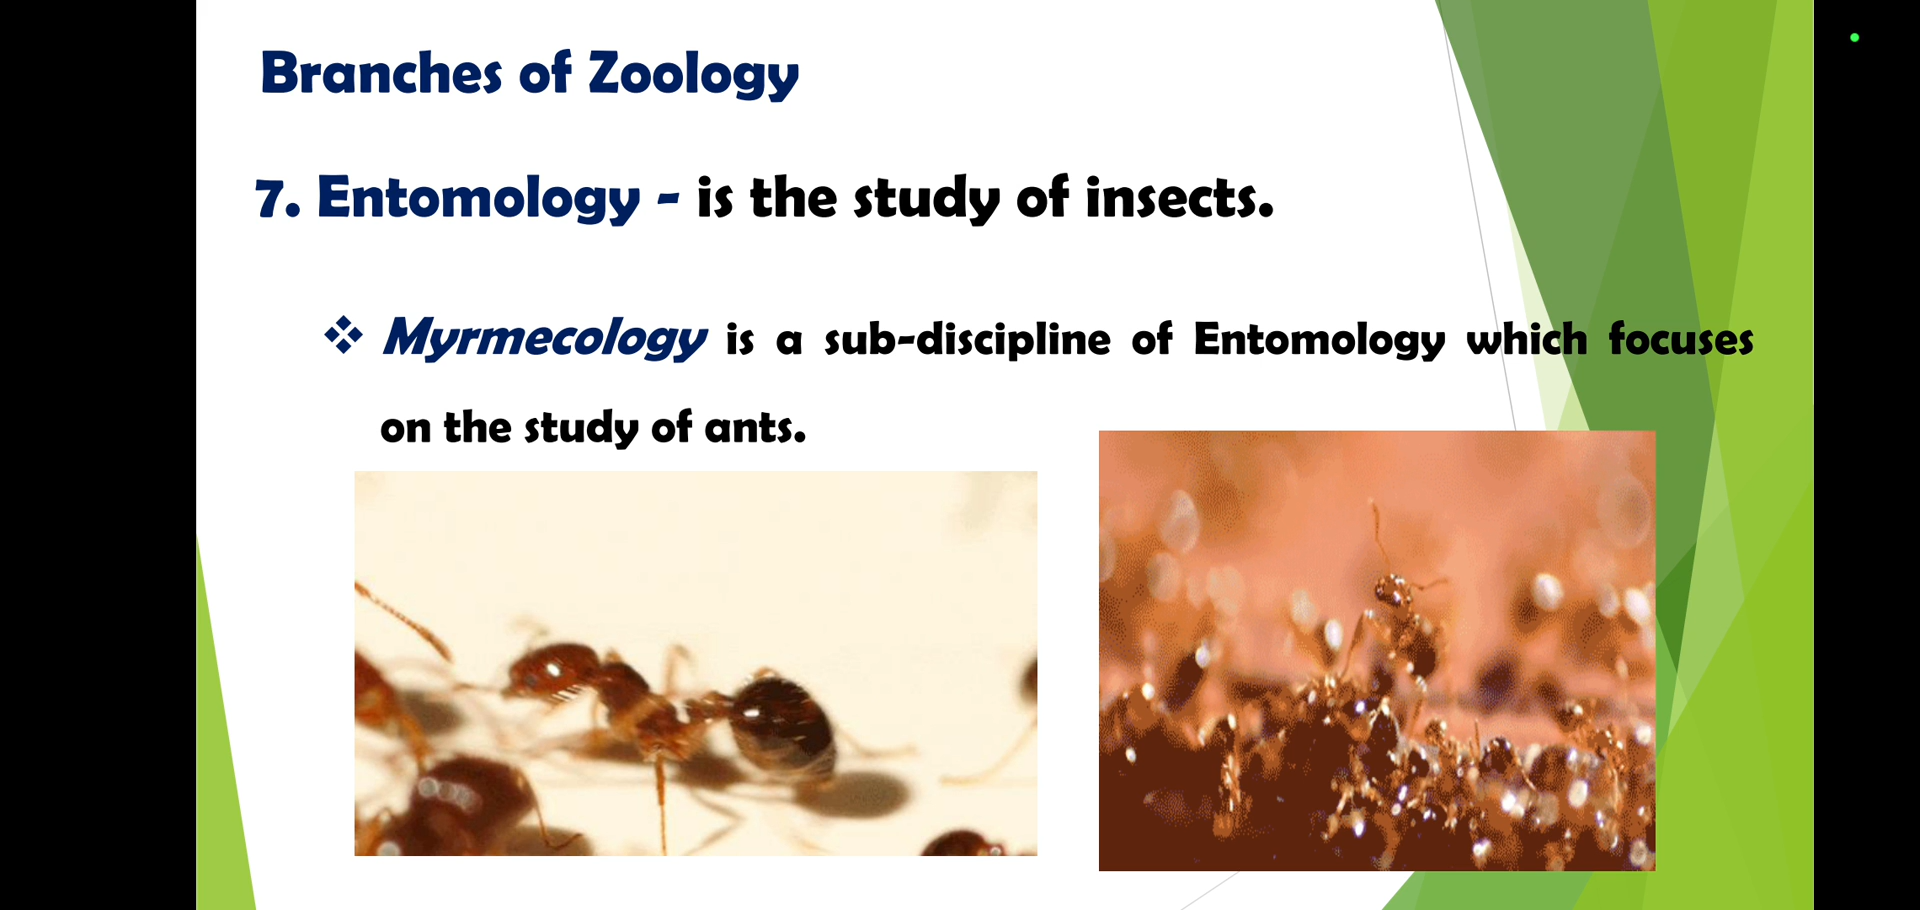 Branches of Zoology
7. Entomology - is the study of insects.
❖ Myrmecology is a sub-discipline of Entomology which focuses
on the study of ants.